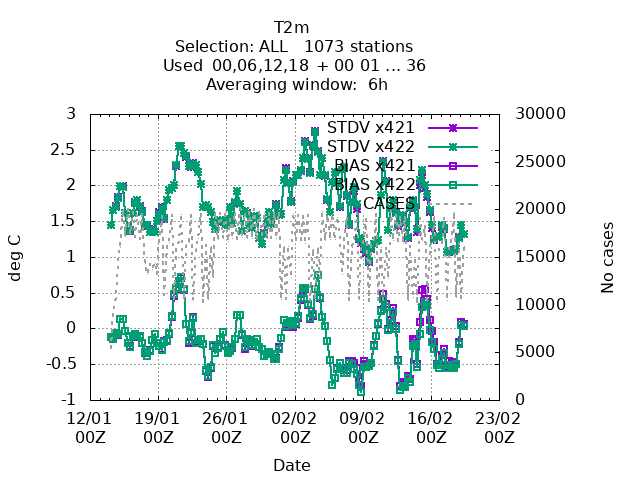 T2m
Selection: ALL   1073 stations
Used  00,06,12,18  + 00 01 ... 36
Averaging window:  6h
3
2.5
2
1.5
1
0.5
0
-0.5
-1
deg C
30000
25000
20000
15000
10000
5000
0
No cases
STDV x421
STDV x422
BIAS x421
BIAS x422
CASES
12/01 19/01 26/01 02/02 09/02 16/02 23/02
00Z 00Z 00Z 00Z 00Z 00Z 00Z
Date